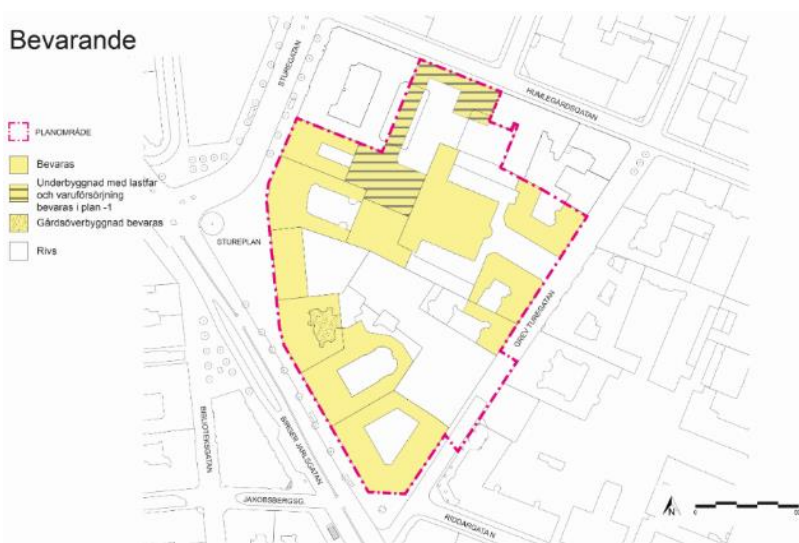 Bevarande
PLANOMRÅDE
Bevaras
Underbyggnad med lastfar
och varuförsörjning
bevaras i plan -1
Gårdsöverbyggnad bevaras
Rivs
STUREGATAN
HUMLEGÅRDSGATAN
STUREPLAN
GREV TUREGATAN
BIRGER JARLSGATAN
BIBLIOTEKSGATAN
JAKOBSBERGSG.
RIDDARGATAN
N
0